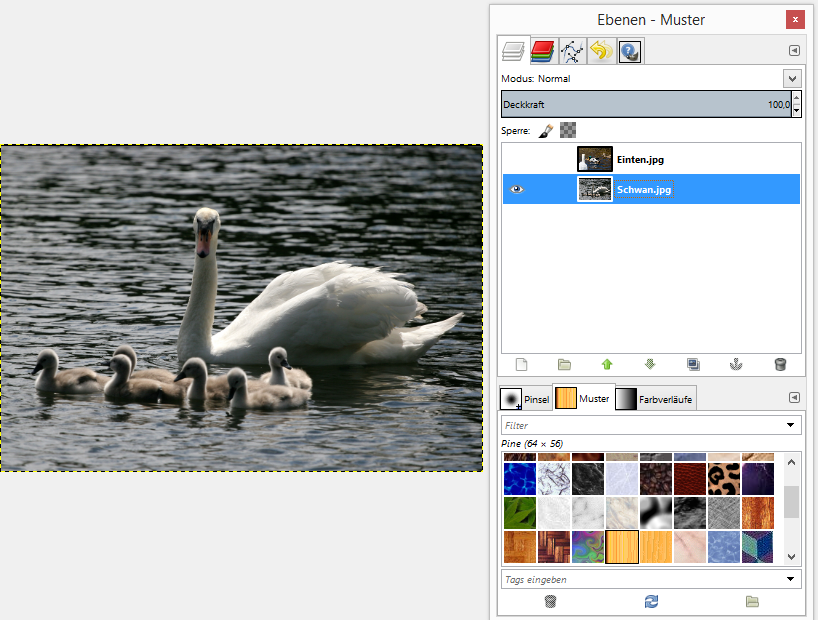 Ebenen - Muster
Modus: Normal
Deckkraft 100,0
Sperre:
Einten.jpg
Schwan.jpg
Pinsel Muster Farbverläufe
Filter
Pine (64 × 56)
Tags eingeben